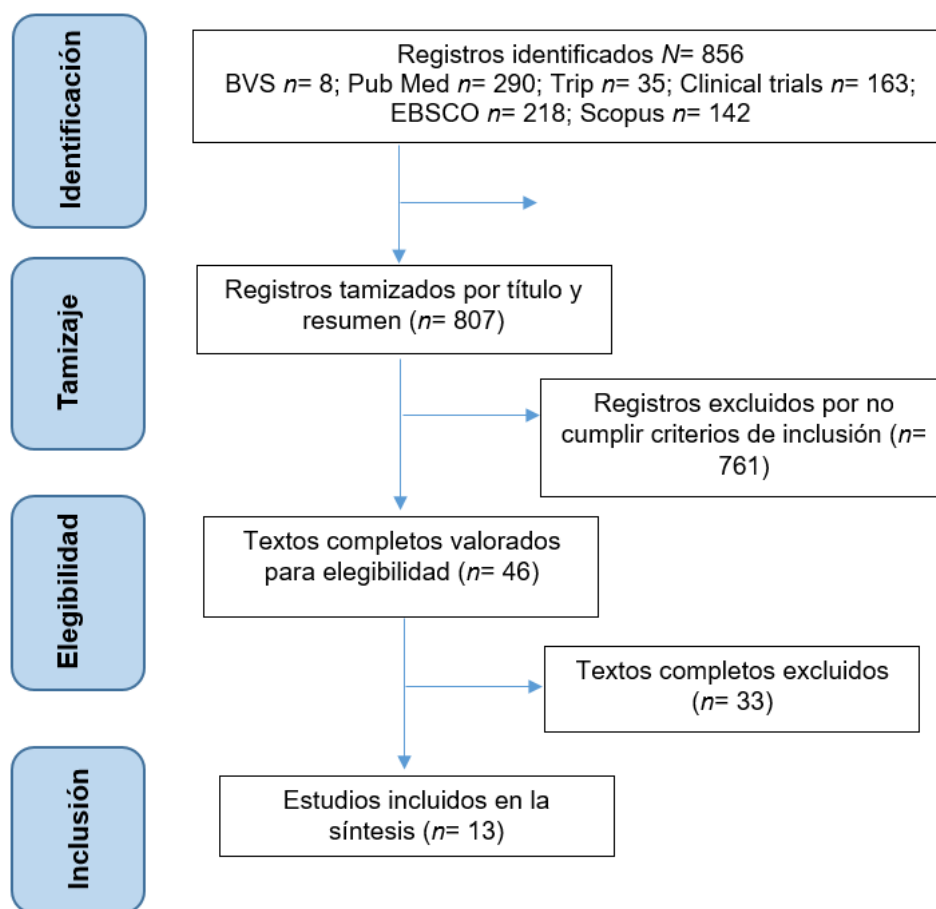 Identificación
Registros identificados N= 856
BVS n= 8; Pub Med n= 290; Trip n= 35; Clinical trials n= 163;
EBSCO n= 218; Scopus n= 142
Tamizaje
Registros tamizados por título y
resumen (n= 807)
Registros excluidos por no
cumplir criterios de inclusión (n=
761)
Elegibilidad
Textos completos valorados
para elegibilidad (n= 46)
Textos completos excluidos
(n= 33)
Inclusión
Estudios incluidos en la
síntesis (n= 13)